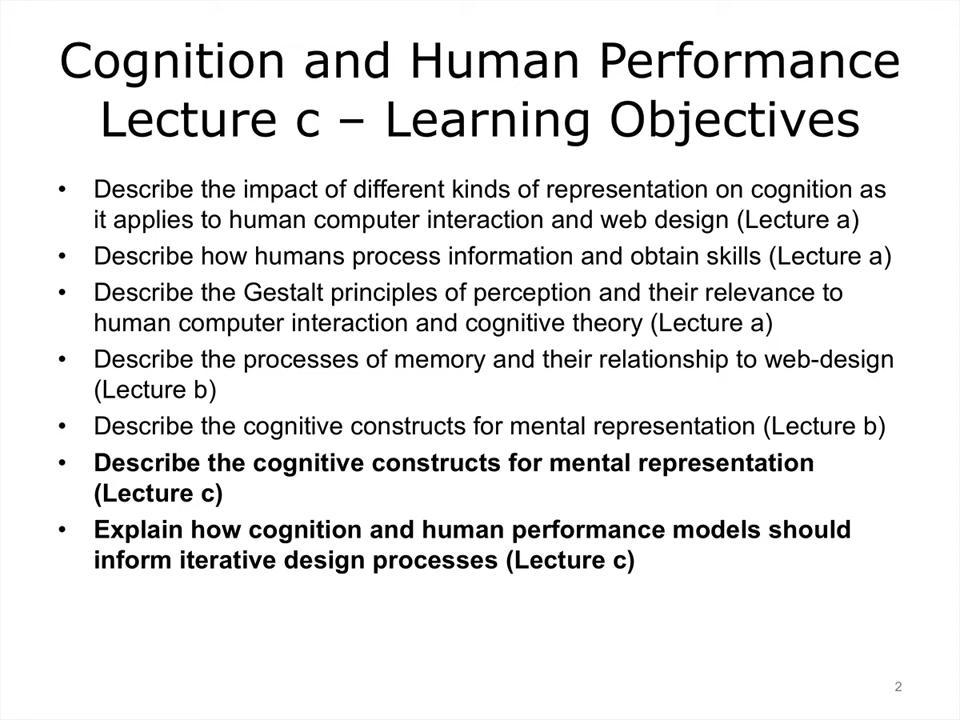 Cognition and Human Performance
Lecture c – Learning Objectives
• Describe the impact of different kinds of representation on cognition as
it applies to human computer interaction and web design (Lecture a)
• Describe how humans process information and obtain skills (Lecture a)
• Describe the Gestalt principles of perception and their relevance to
human computer interaction and cognitive theory (Lecture a)
• Describe the processes of memory and their relationship to web-design
(Lecture b)
• Describe the cognitive constructs for mental representation (Lecture b)
• Describe the cognitive constructs for mental representation
(Lecture c)
• Explain how cognition and human performance models should
inform iterative design processes (Lecture c)
2